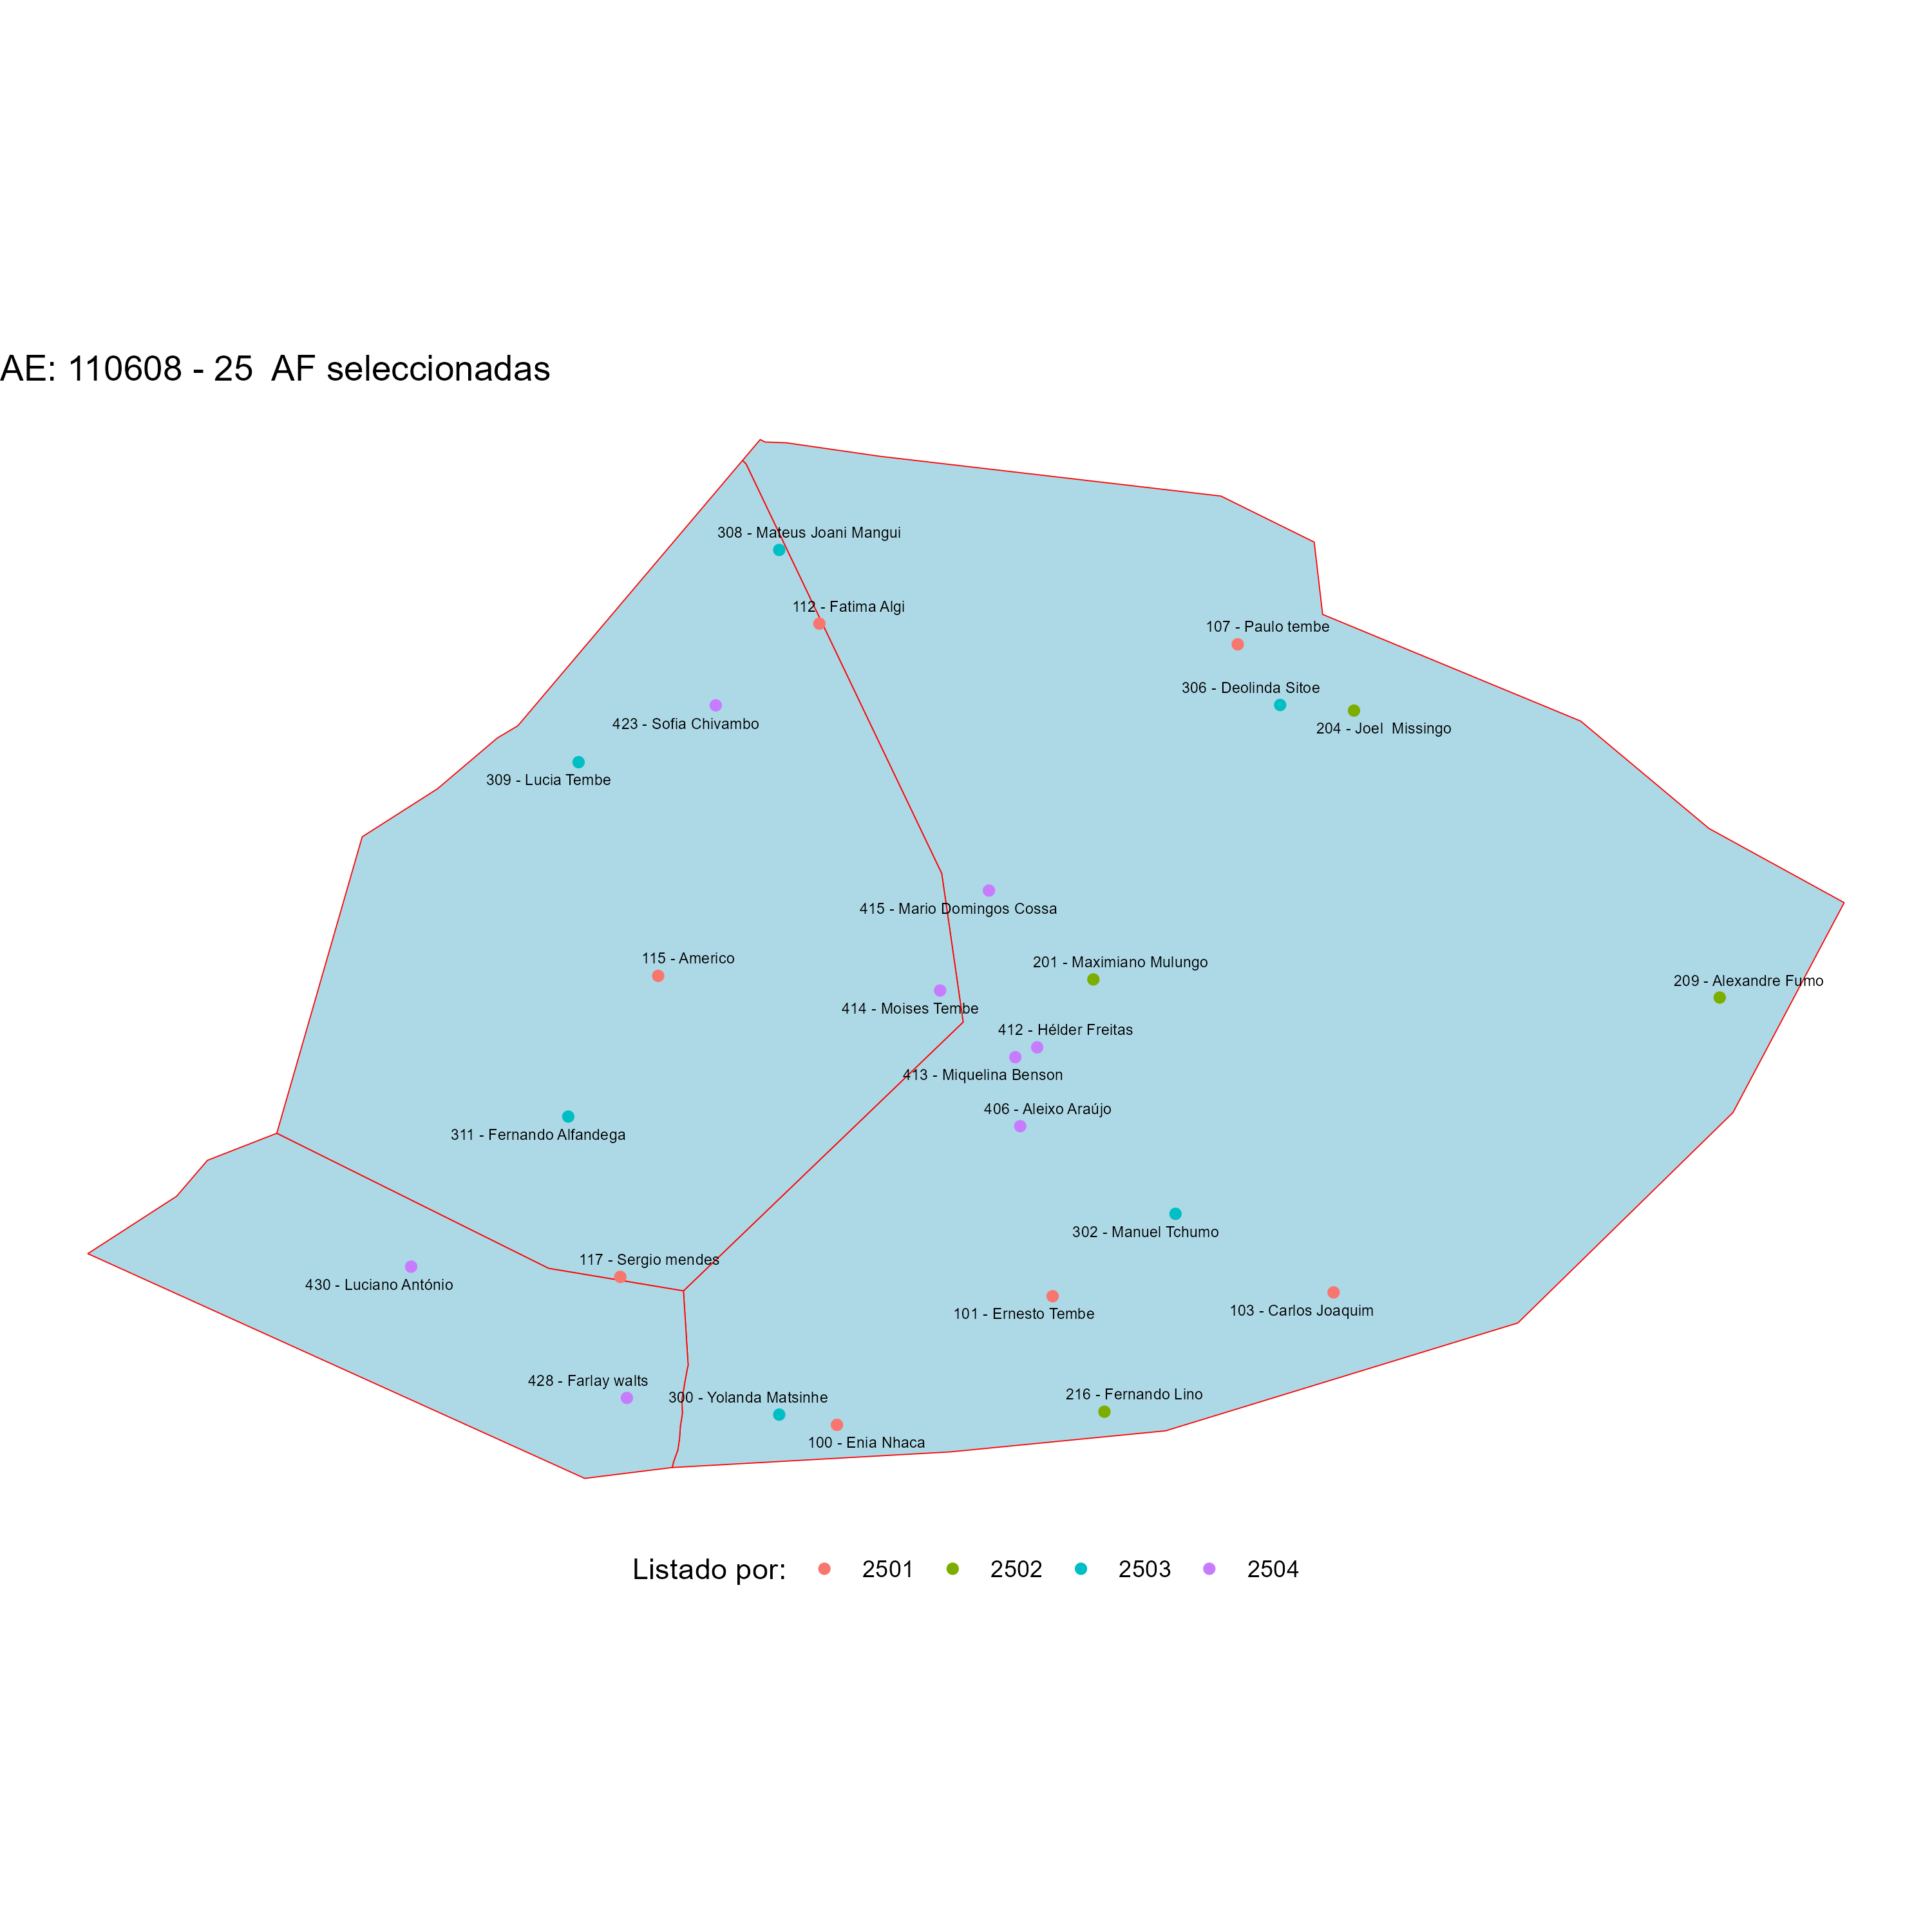 AE: 110608 - 25  AF seleccionadas
308 - Mateus Joani Mangui
112 - Fatima Algi
107 - Paulo tembe
306 - Deolinda Sitoe
423 - Sofia Chivambo
204 - Joel  Missingo
309 - Lucia Tembe
415 - Mario Domingos Cossa
115 - Americo
201 - Maximiano Mulungo
209 - Alexandre Fumo
414 - Moises Tembe
412 - Hélder Freitas
413 - Miquelina Benson
406 - Aleixo Araújo
311 - Fernando Alfandega
302 - Manuel Tchumo
117 - Sergio mendes
430 - Luciano António
101 - Ernesto Tembe
103 - Carlos Joaquim
428 - Farlay walts
300 - Yolanda Matsinhe
216 - Fernando Lino
100 - Enia Nhaca
Listado por: 2501 2502 2503 2504